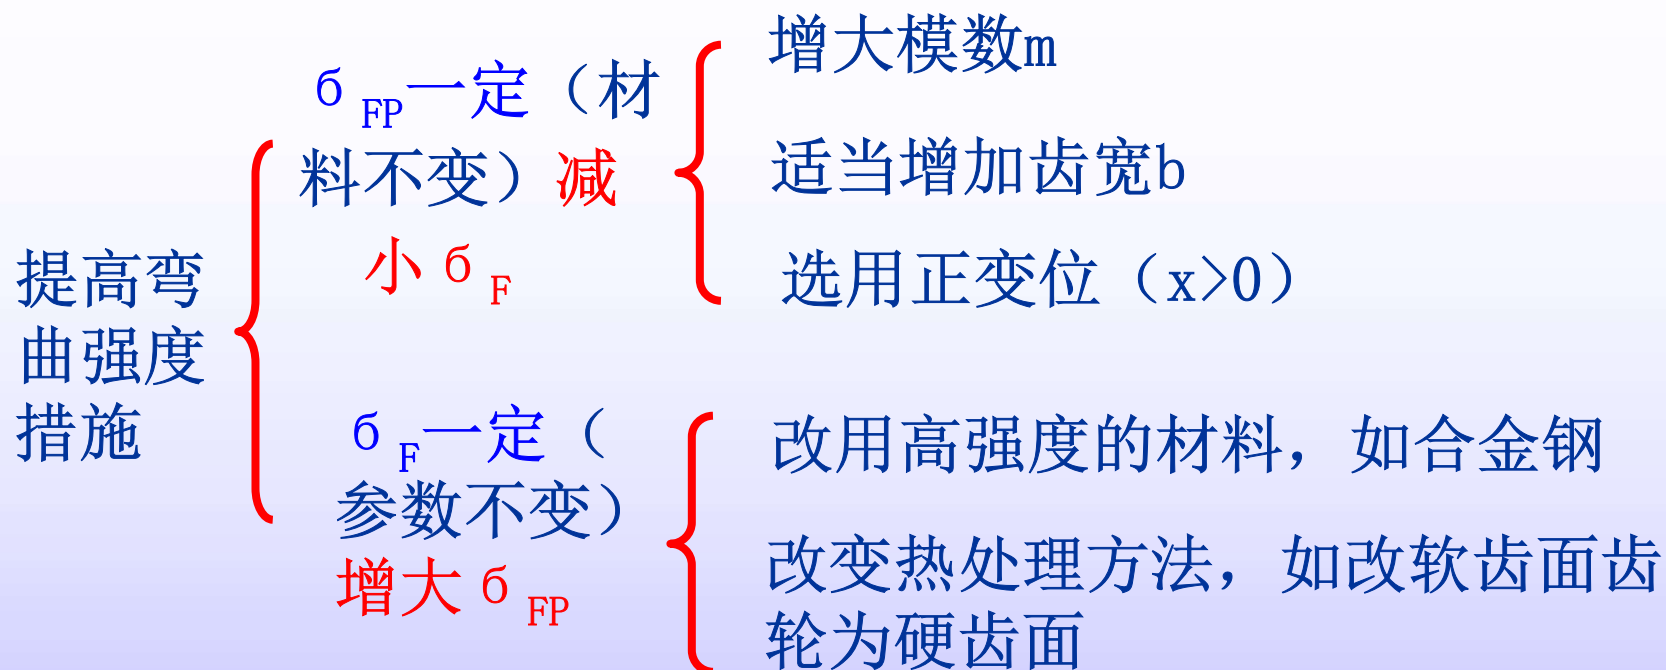 提高弯
曲强度
措施
б FP一定（材
料不变）减
小 б F
增大模数m
适当增加齿宽b
选用正变位（x>0）
б F一定（
参数不变）
增大 б FP
改用高强度的材料，如合金钢
改变热处理方法，如改软齿面齿
轮为硬齿面